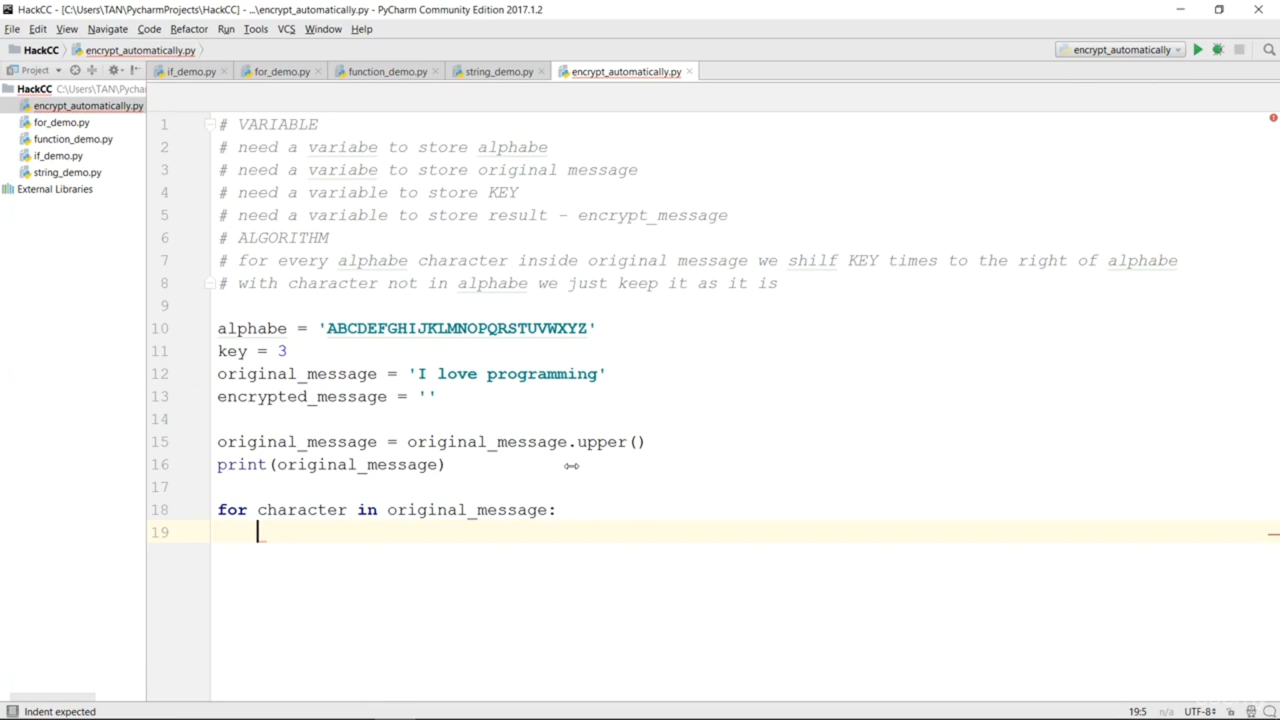 HackCC - [C:\Users\TAN\PycharmProjects\HackCC] - ...\encrypt_automatically.py - PyCharm Community Edition 2017.1.2
File Edit View Navigate Code Refactor Run Tools VCS Window Help
HackCC encrypt_automatically.py encrypt_automatically
Project if_demo.py for_demo.py function_demo.py string_demo.py encrypt_automatically.py
HackCC C:\Users\TAN\Pychar
encrypt_automatically.py
for_demo.py
function_demo.py
if_demo.py
string_demo.py
External Libraries
1 # VARIABLE
2 # need a variabe to store alphabe
3 # need a variabe to store original message
4 # need a variable to store KEY
5 # need a variable to store result - encrypt_message
6 # ALGORITHM
7 # for every alphabe character inside original message we shilf KEY times to the right of alphabe
8 # with character not in alphabe we just keep it as it is
9
10 alphabe = 'ABCDEFGHIJKLMNOPQRSTUVWXYZ'
11 key = 3
12 original_message = 'I love programming'
13 encrypted_message = ''
14
15 original_message = original_message.upper()
16 print(original_message)
17
18 for character in original_message:
19
Indent expected 19:5 n/a UTF-8